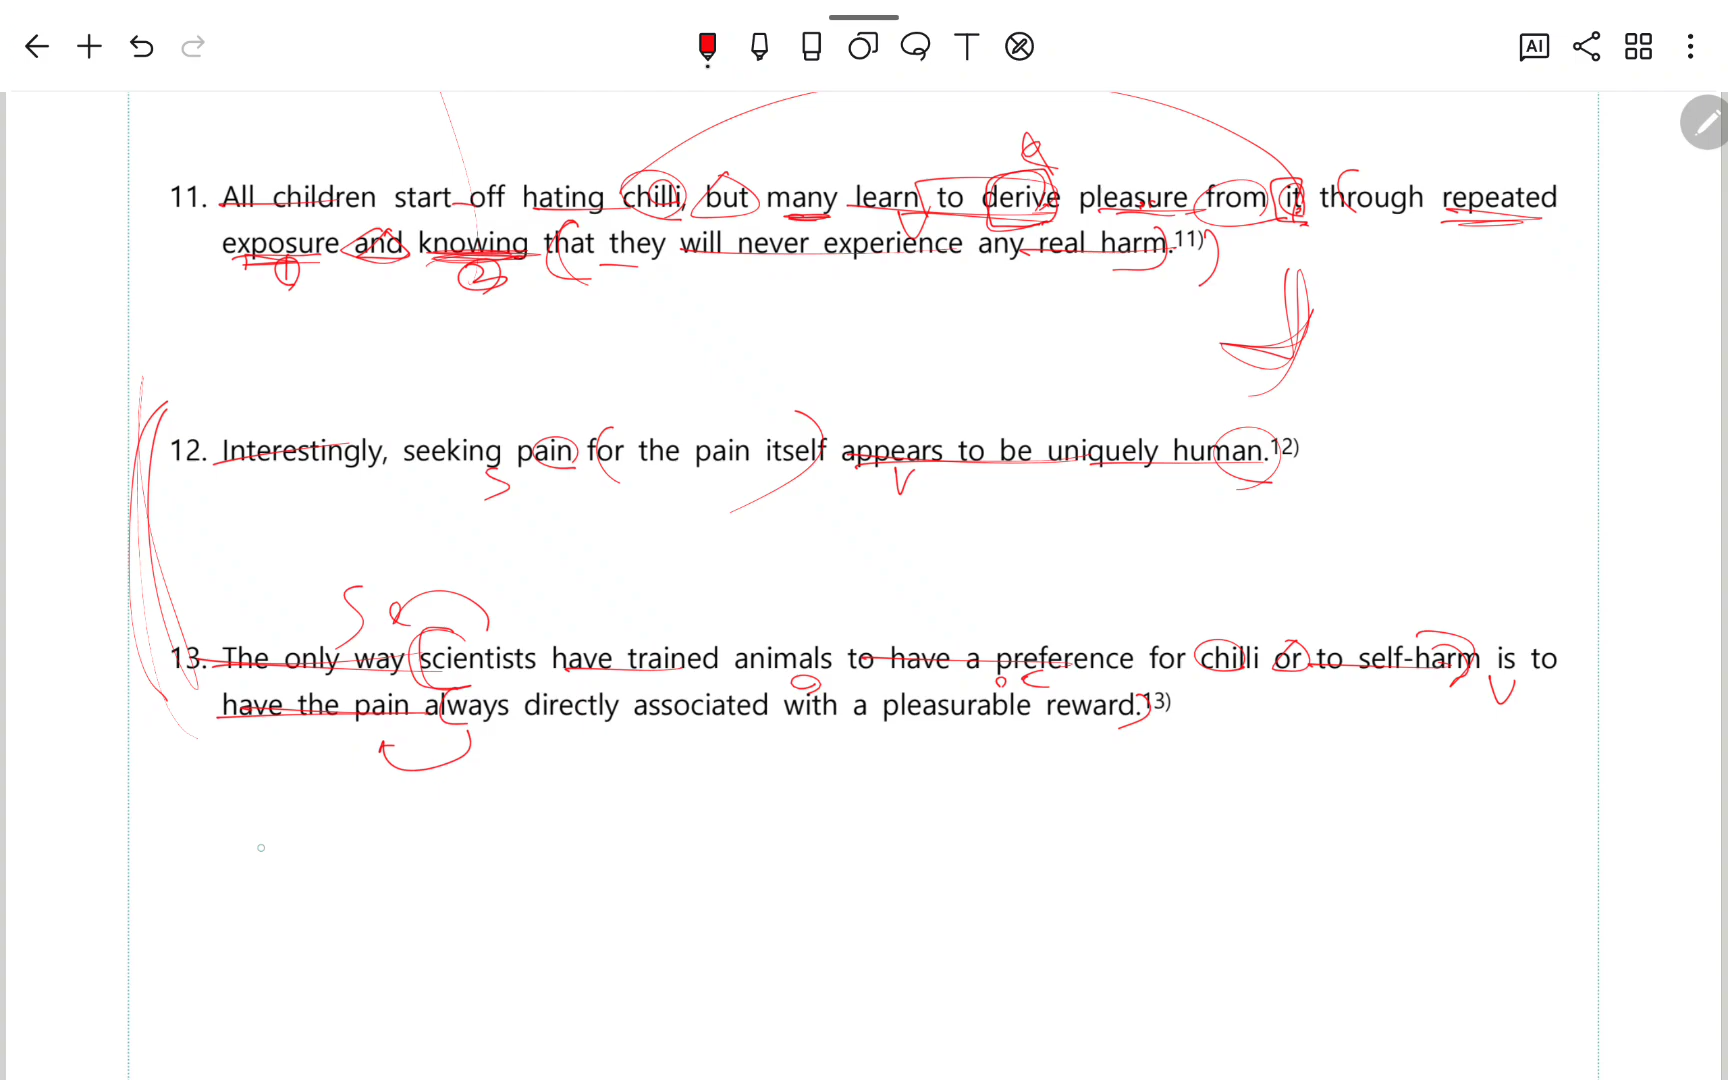 AI
11. All children start off hating chilli, but many learn to derive pleasure from it through repeated
exposure and knowing that they will never experience any real harm.11)
① ②
12. Interestingly, seeking pain for the pain itself appears to be uniquely human.12)
S V
S
13. The only way scientists have trained animals to have a preference for chilli or to self-harm is to
O O.C V
have the pain always directly associated with a pleasurable reward.13)